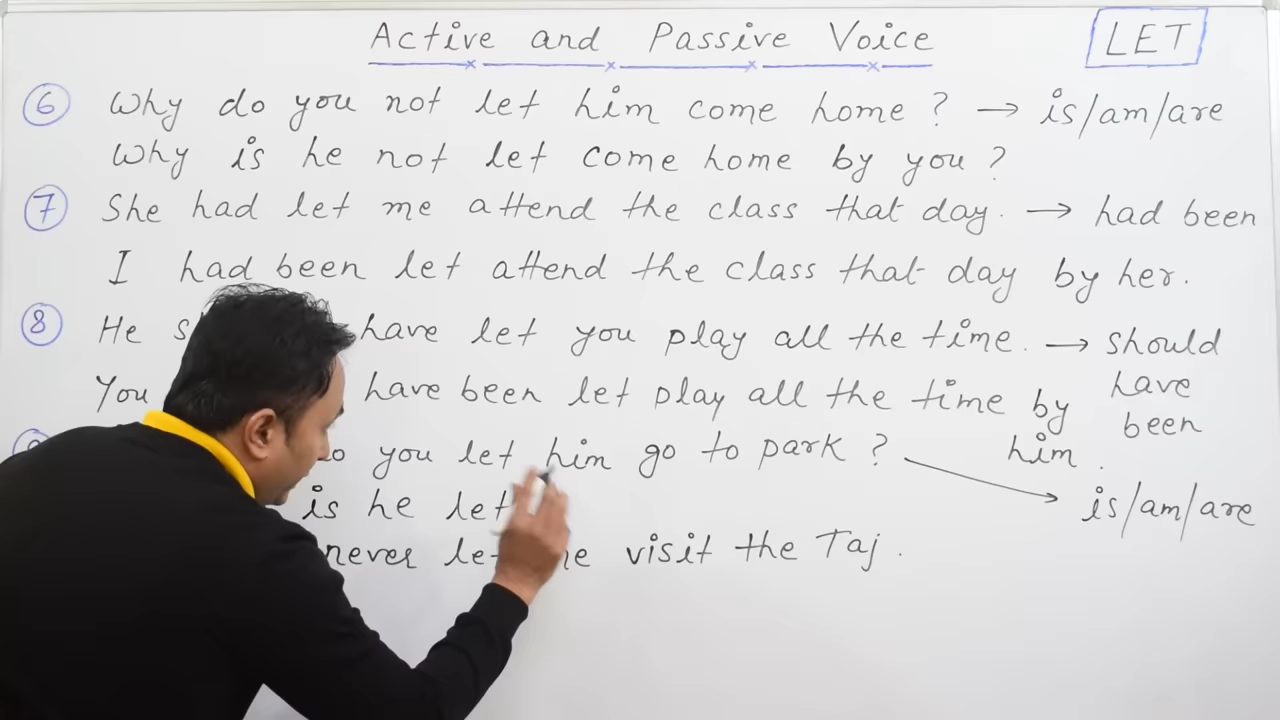 Active and Passive Voice LET
6 Why do you not let him come home ? → is/am/are
Why is he not let come home by you ?
7 She had let me attend the class that day. → had been
I had been let attend the class that day by her.
8 He have let you play all the time. → should have been
You have been let play all the time by him.
you let him go to park ? → is/am/are
is he let
never let visit the Taj.